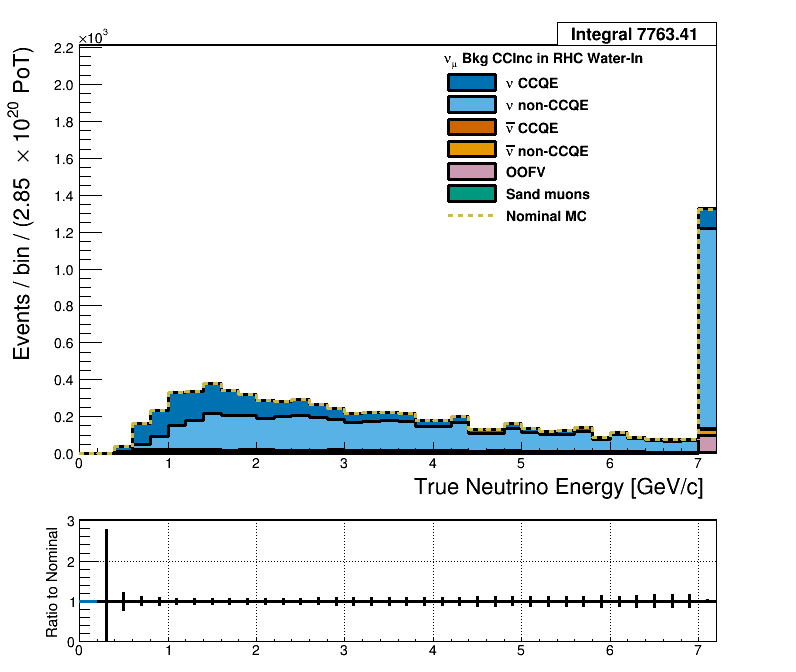 Integral 7763.41
×10³
ν_μ Bkg CCInc in RHC Water-In
ν CCQE
ν non-CCQE
ν̅ CCQE
ν̅ non-CCQE
OOFV
Sand muons
Nominal MC
Events / bin / (2.85 × 10²⁰ PoT)
2.2
2.0
1.8
1.6
1.4
1.2
1.0
0.8
0.6
0.4
0.2
0.0
0 1 2 3 4 5 6 7
True Neutrino Energy [GeV/c]
Ratio to Nominal
3
2
1
0
0 1 2 3 4 5 6 7